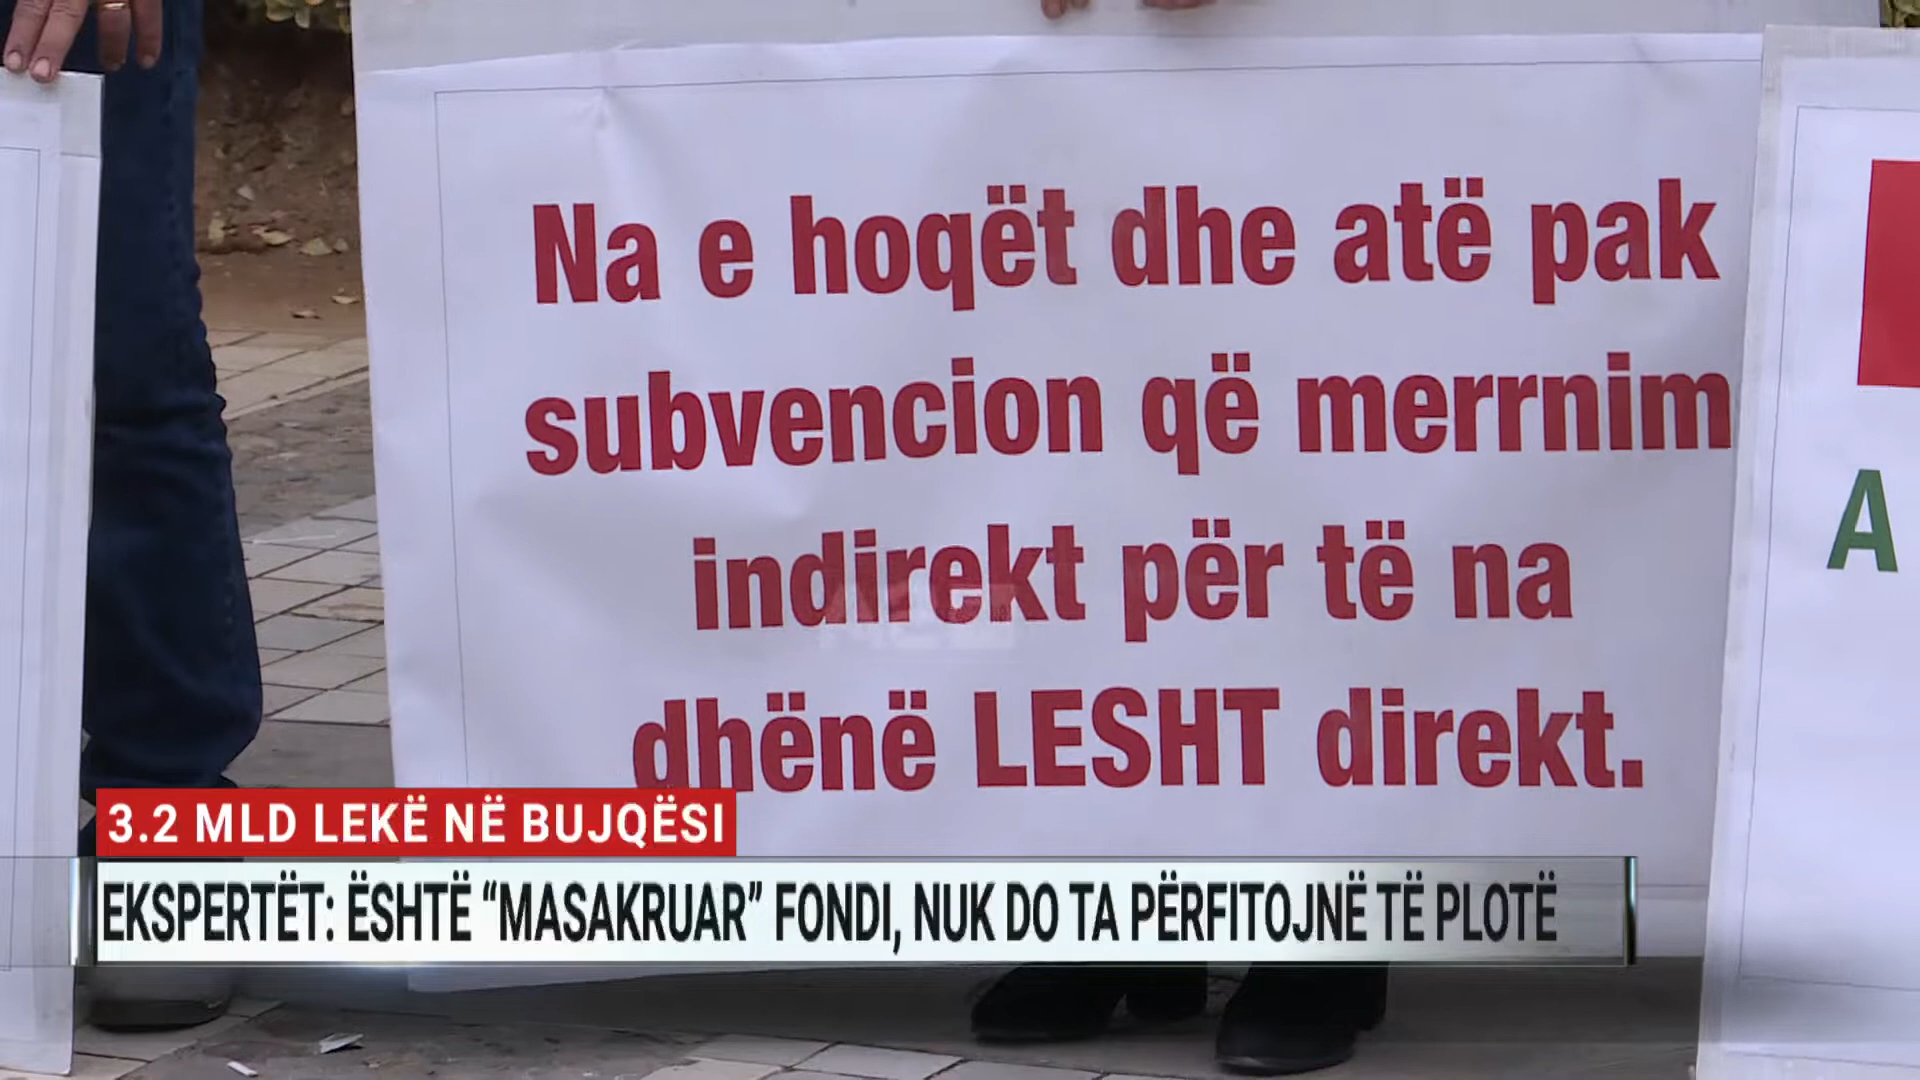 Na e hoqët dhe atë pak
subvencion që merrnim
indirekt për të na
dhënë LESHT direkt.
A
3.2 MLD LEKË NË BUJQËSI
EKSPERTËT: ËSHTË “MASAKRUAR” FONDI, NUK DO TA PËRFITOJNË TË PLOTË